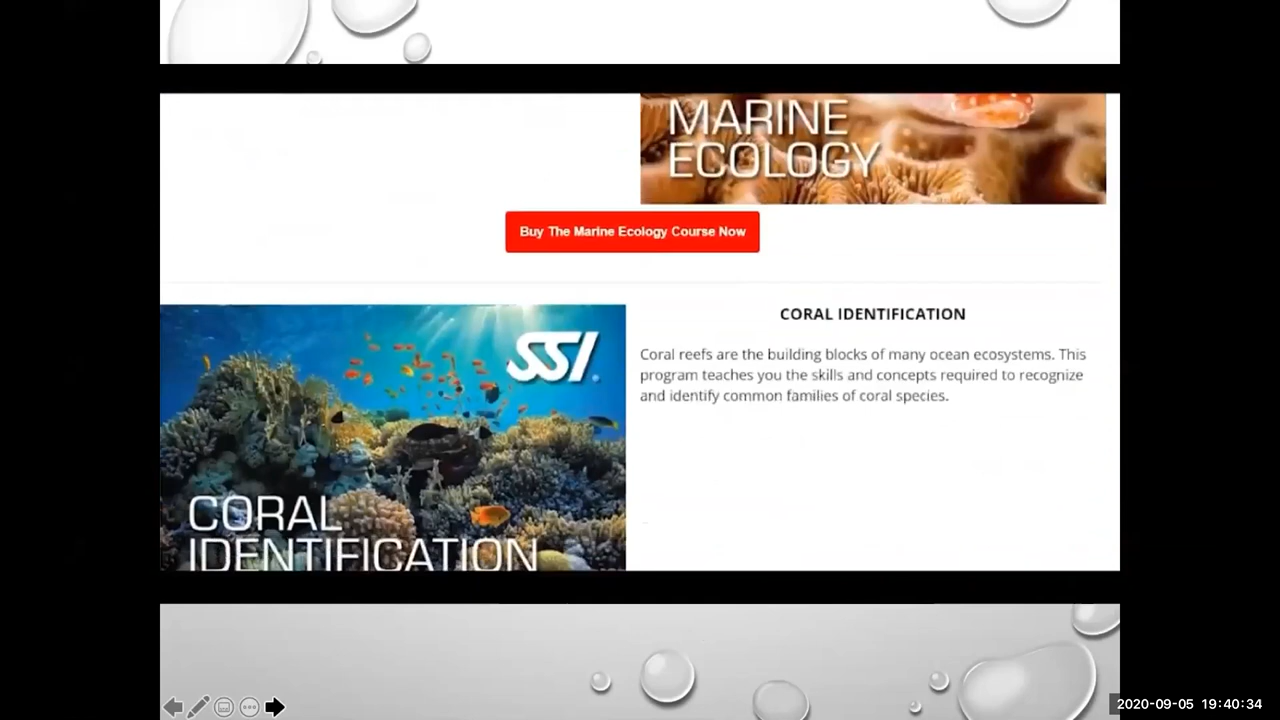 MARINE
ECOLOGY
Buy The Marine Ecology Course Now
SSI
CORAL IDENTIFICATION
Coral reefs are the building blocks of many ocean ecosystems. This
program teaches you the skills and concepts required to recognize
and identify common families of coral species.
CORAL
IDENTIFICATION
2020-09-05 19:40:34